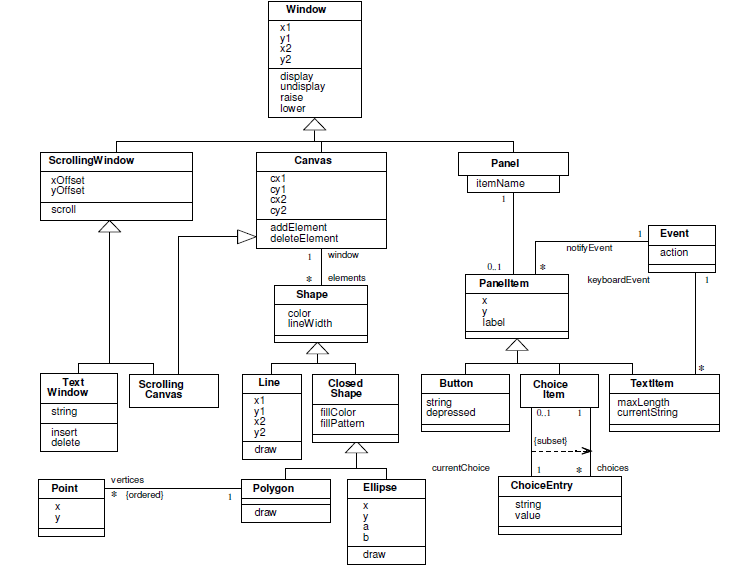 Window
x1
y1
x2
y2
display
undisplay
raise
lower
ScrollingWindow
xOffset
yOffset
scroll
Canvas
cx1
cy1
cx2
cy2
addElement
deleteElement
Panel
itemName
1
1 window
* elements
0..1
*
notifyEvent
1
Event
action
keyboardEvent 1
*
Shape
color
lineWidth
PanelItem
x
y
label
Text
Window
string
insert
delete
Scrolling
Canvas
Line
x1
y1
x2
y2
draw
Closed
Shape
fillColor
fillPattern
Button
string
depressed
Choice
Item
0..1 1
{subset}
currentChoice 1
* choices
TextItem
maxLength
currentString
Point
x
y
vertices
* {ordered} 1
Polygon
draw
Ellipse
x
y
a
b
draw
ChoiceEntry
string
value